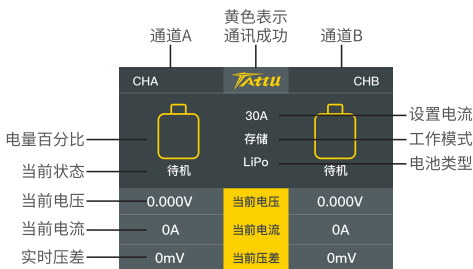 黄色表示
通道A 通讯成功 通道B
CHA TATTU CHB
30A 设置电流
电量百分比 存储 工作模式
LiPo 电池类型
当前状态 待机 待机
当前电压 0.000V 当前电压 0.000V
当前电流 0A 当前电流 0A
实时压差 0mV 当前压差 0mV